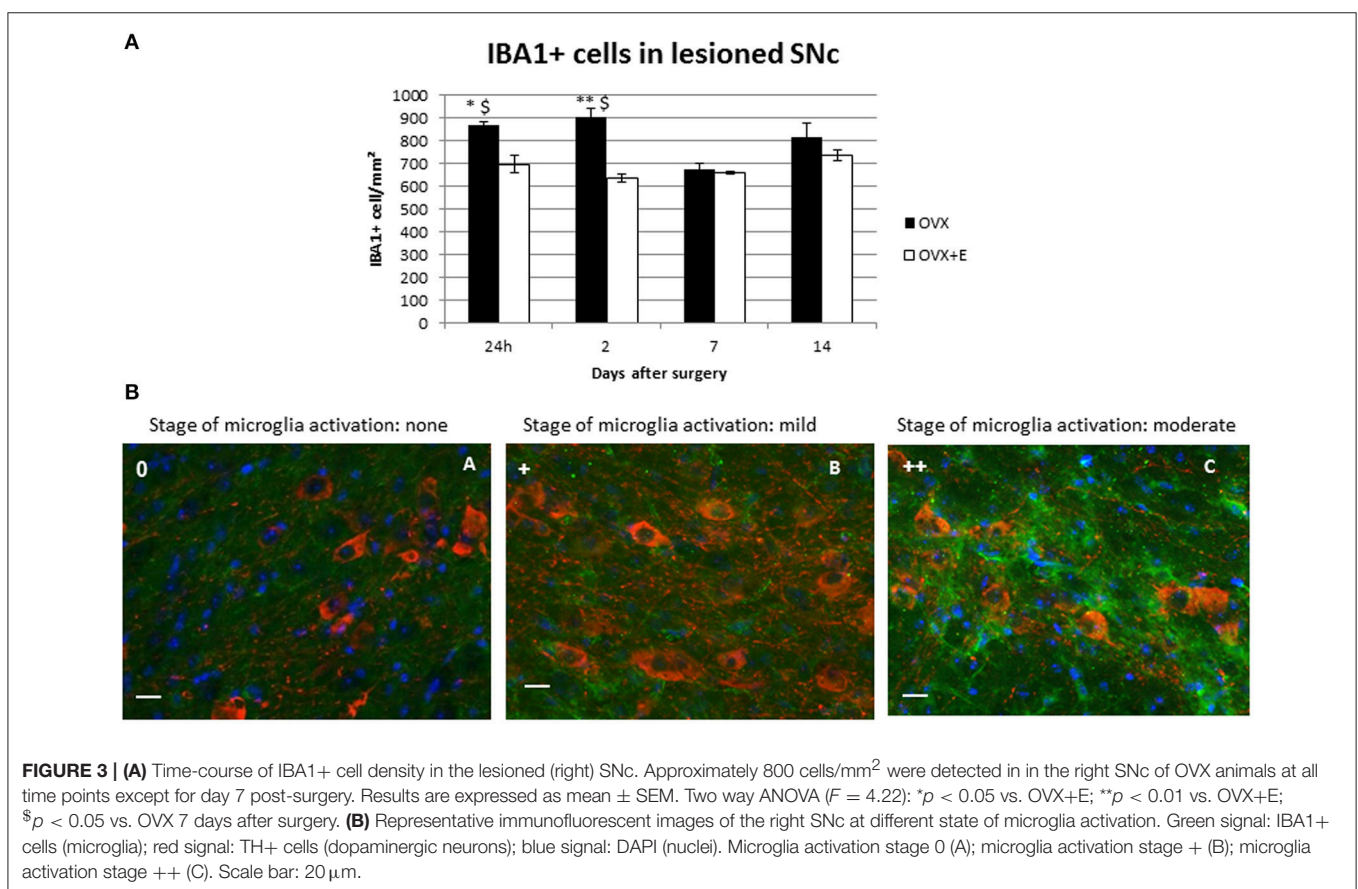 A
IBA1+ cells in lesioned SNc
IBA1+ cell/mm²
1000
900
800
700
600
500
400
300
200
100
0
* $
** $
24h
2
7
14
Days after surgery
OVX
OVX+E
B
Stage of microglia activation: none
Stage of microglia activation: mild
Stage of microglia activation: moderate
0
A
+
B
++
C
FIGURE 3 | (A) Time-course of IBA1+ cell density in the lesioned (right) SNc. Approximately 800 cells/mm² were detected in in the right SNc of OVX animals at all
time points except for day 7 post-surgery. Results are expressed as mean ± SEM. Two way ANOVA (F = 4.22): *p < 0.05 vs. OVX+E; **p < 0.01 vs. OVX+E;
$p < 0.05 vs. OVX 7 days after surgery. (B) Representative immunofluorescent images of the right SNc at different state of microglia activation. Green signal: IBA1+
cells (microglia); red signal: TH+ cells (dopaminergic neurons); blue signal: DAPI (nuclei). Microglia activation stage 0 (A); microglia activation stage + (B); microglia
activation stage ++ (C). Scale bar: 20 μm.